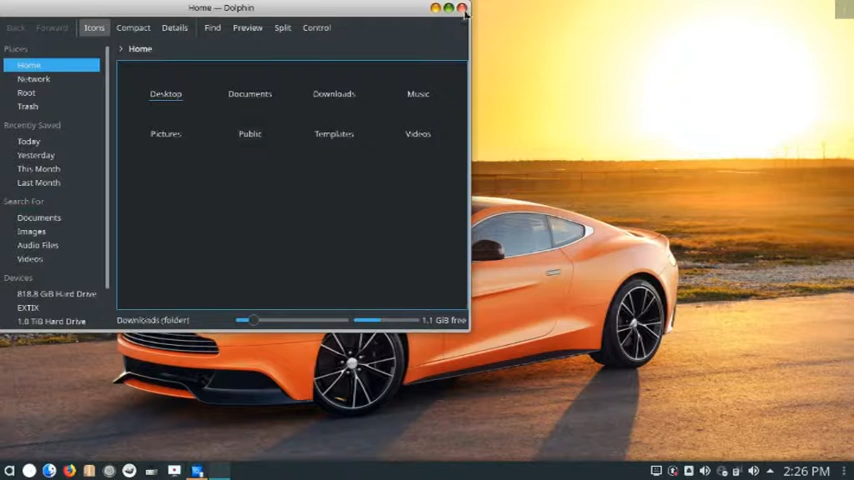 Home — Dolphin
Back Forward Icons Compact Details Find Preview Split Control
Places
Home
Network
Root
Trash
Recently Saved
Today
Yesterday
This Month
Last Month
Search For
Documents
Images
Audio Files
Videos
Devices
818.8 GiB Hard Drive
EXTIX
1.0 TiB Hard Drive
> Home
Desktop Documents Downloads Music
Pictures Public Templates Videos
Downloads (folder) 1.1 GiB free
2:26 PM